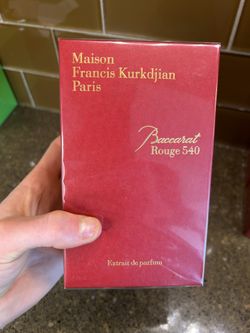 Maison
Francis Kurkdjian
Paris
Baccarat
Rouge 540
Extrait de parfum